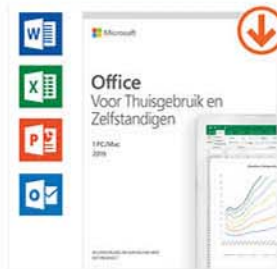 W
X
P
O
Microsoft
Office
Voor Thuisgebruik en
Zelfstandigen
1 PC/Mac
2019